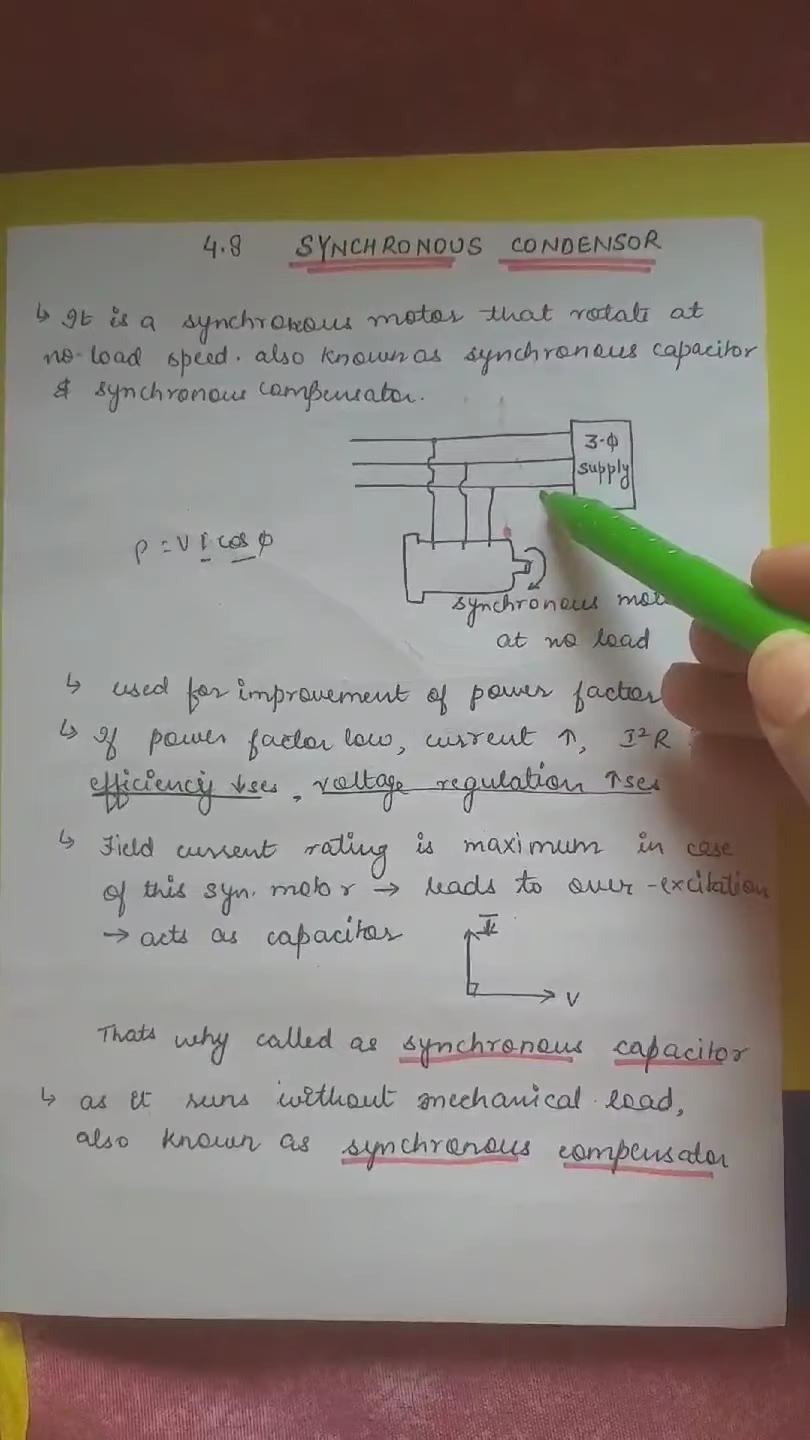 4.8 SYNCHRONOUS CONDENSOR
↳ It is a synchronous motor that rotate at
no-load speed. also known as synchronous capacitor
& synchronous compensator.
3-ϕ
supply
P = V I cos ϕ
synchronous mot
at no load
↳ used for improvement of power factor
↳ If power factor low, current ↑, I²R
efficiency ↓ses, voltage regulation ↑ses
↳ Field current rating is maximum in case
of this syn. motor → leads to over-excitation
→ acts as capacitor
V
Thats why called as synchronous capacitor
↳ as it runs without mechanical load,
also known as synchronous compensator